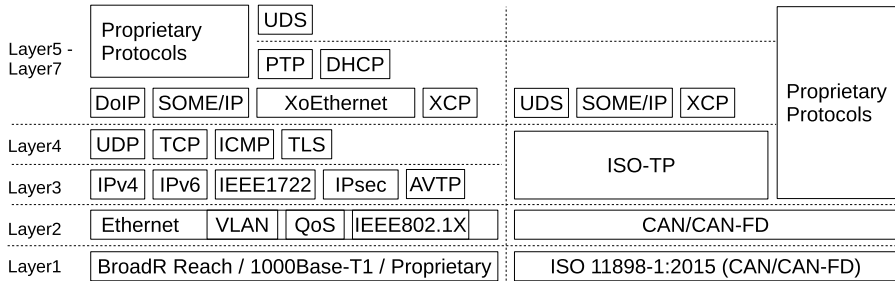 Layer5 -
Layer7
Proprietary
Protocols
UDS
PTP DHCP
DoIP SOME/IP XoEthernet XCP
UDS SOME/IP XCP
Proprietary
Protocols
Layer4
UDP TCP ICMP TLS
ISO-TP
Layer3
IPv4 IPv6 IEEE1722 IPsec AVTP
Layer2
Ethernet VLAN QoS IEEE802.1X
CAN/CAN-FD
Layer1
BroadR Reach / 1000Base-T1 / Proprietary
ISO 11898-1:2015 (CAN/CAN-FD)